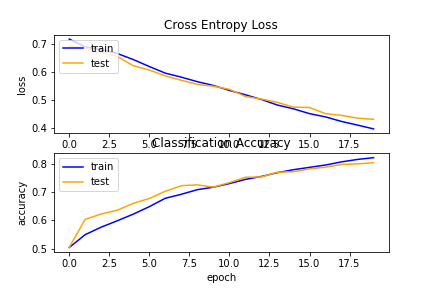 Cross Entropy Loss
0.7
0.6
0.5
0.4
loss
train
test
0.0 2.5 5.0 7.5 10.0 12.5 15.0 17.5
Classification Accuracy
0.8
0.7
0.6
0.5
accuracy
train
test
0.0 2.5 5.0 7.5 10.0 12.5 15.0 17.5
epoch